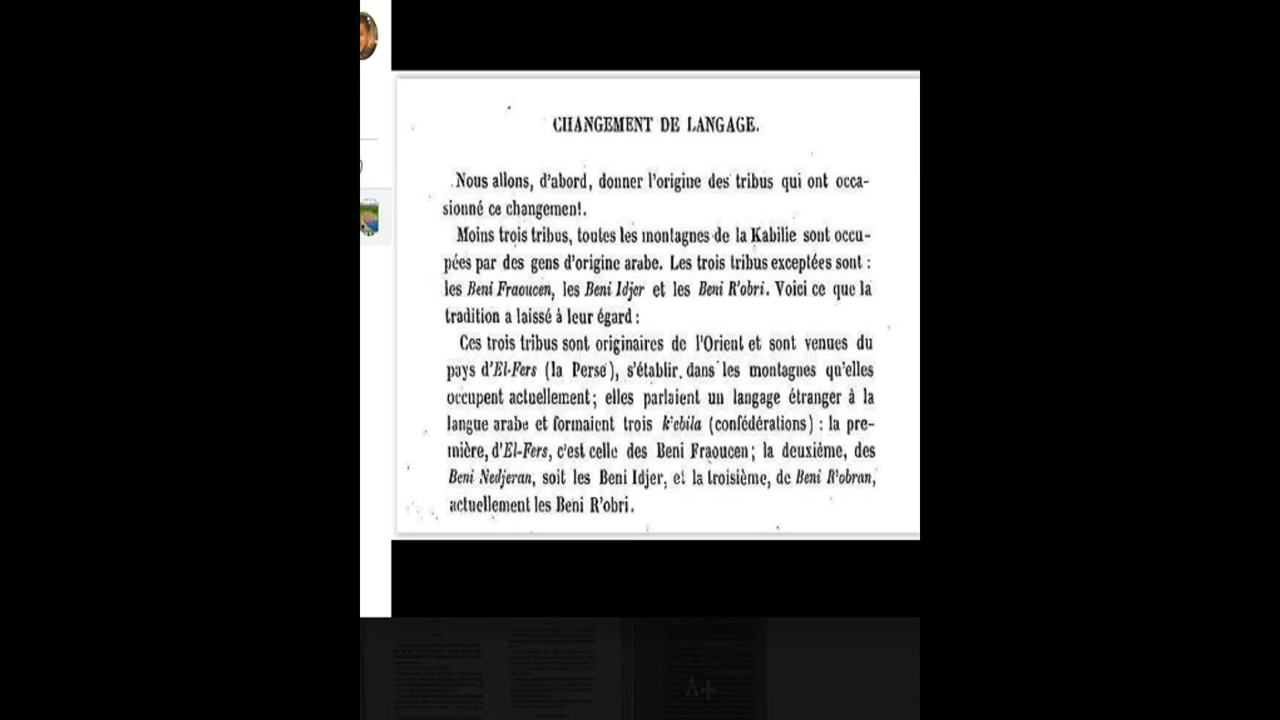 CHANGEMENT DE LANGAGE.
Nous allons, d'abord, donner l'origine des tribus qui ont occa-
sionné ce changement.
Moins trois tribus, toutes les montagnes de la Kabilie sont occu-
pées par des gens d'origine arabe. Les trois tribus exceptées sont :
les Beni Fraoucen, les Beni Idjer et les Beni R'obri. Voici ce que la
tradition a laissé à leur égard :
Ces trois tribus sont originaires de l'Orient et sont venues du
pays d'El-Fers (la Perse), s'établir dans les montagnes qu'elles
occupent actuellement; elles parlaient un langage étranger à la
langue arabe et formaient trois k'ebila (confédérations) : la pre-
mière, d'El-Fers, c'est celle des Beni Fraoucen; la deuxième, des
Beni Nedjeran, soit les Beni Idjer, et la troisième, de Beni R'obran,
actuellement les Beni R'obri.
A+